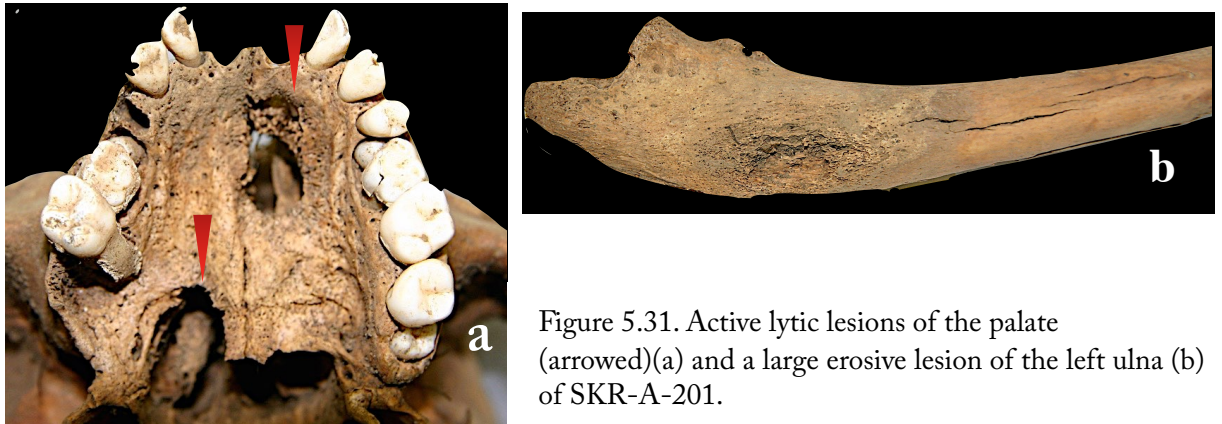 a
b
Figure 5.31. Active lytic lesions of the palate
(arrowed)(a) and a large erosive lesion of the left ulna (b)
of SKR-A-201.